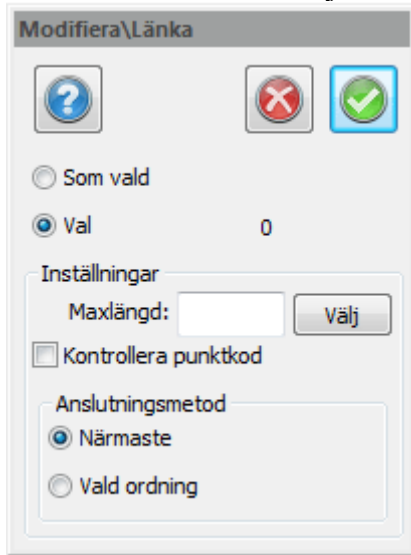 Modifiera\Länka
Som vald
Val 0
Inställningar
Maxlängd: Välj
Kontrollera punktkod
Anslutningsmetod
Närmaste
Vald ordning